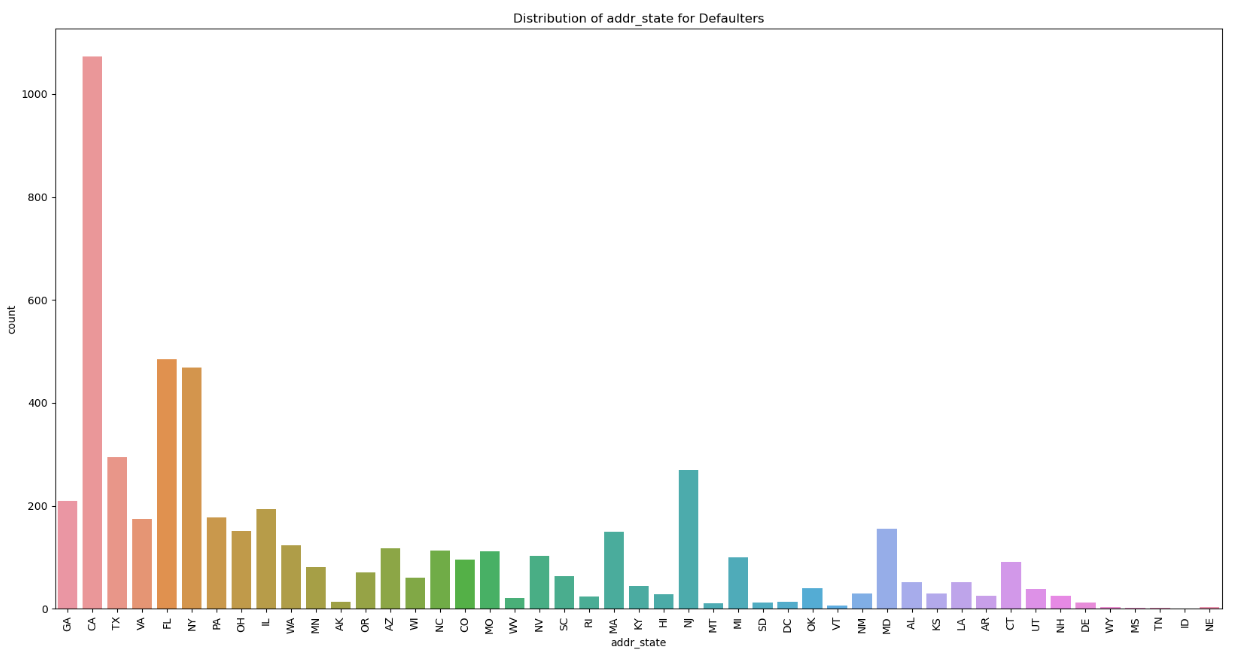 Distribution of addr_state for Defaulters
1000
800
600
400
200
0
count
GA CA TX VA FL NY PA OH IL WA MN AK OR AZ WI NC CO MO WV NV SC RI MA KY HI NJ MT MI SD DC OK VT NM MD AL KS LA AR CT UT NH DE WY MS TN ID NE
addr_state